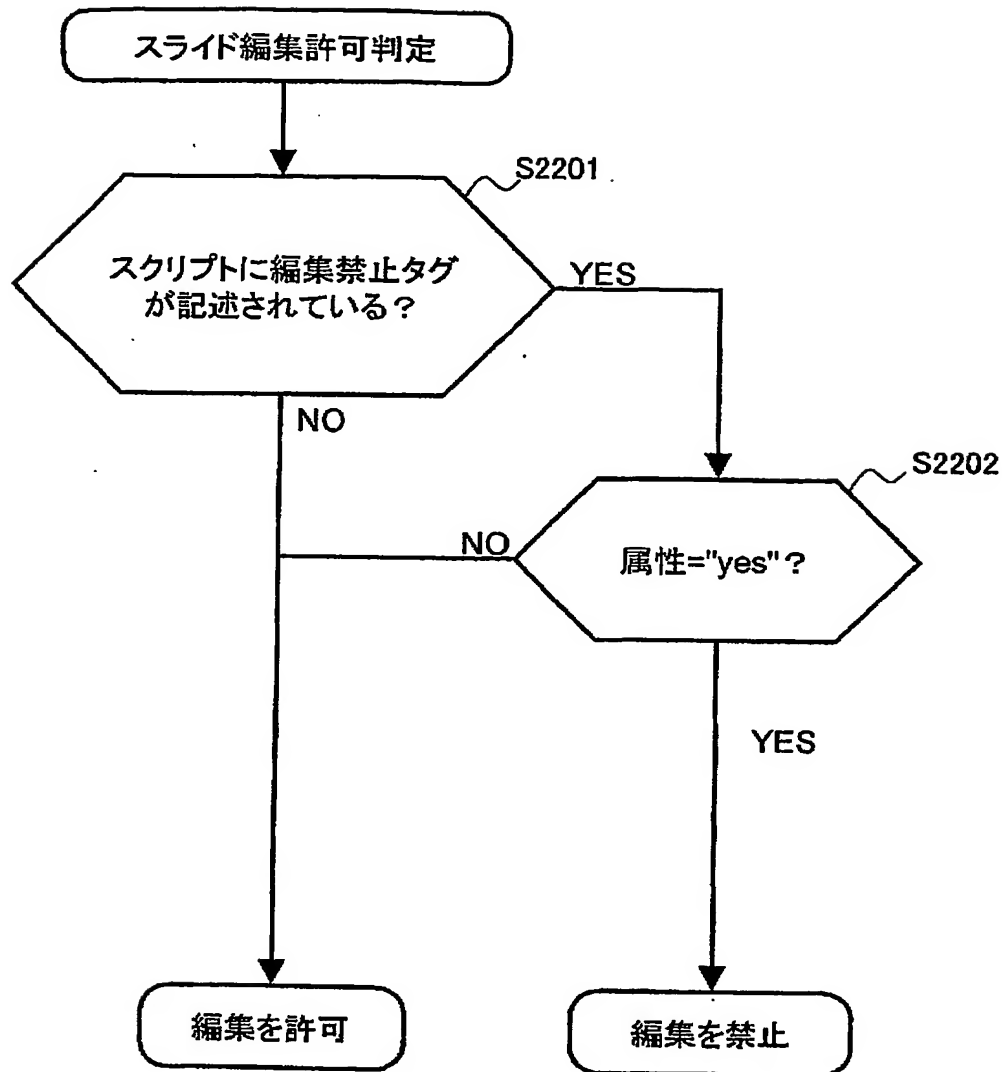 スライド編集許可判定
S2201
スクリプトに編集禁止タグ
が記述されている？
YES
NO
S2202
NO
属性="yes"？
YES
編集を許可
編集を禁止